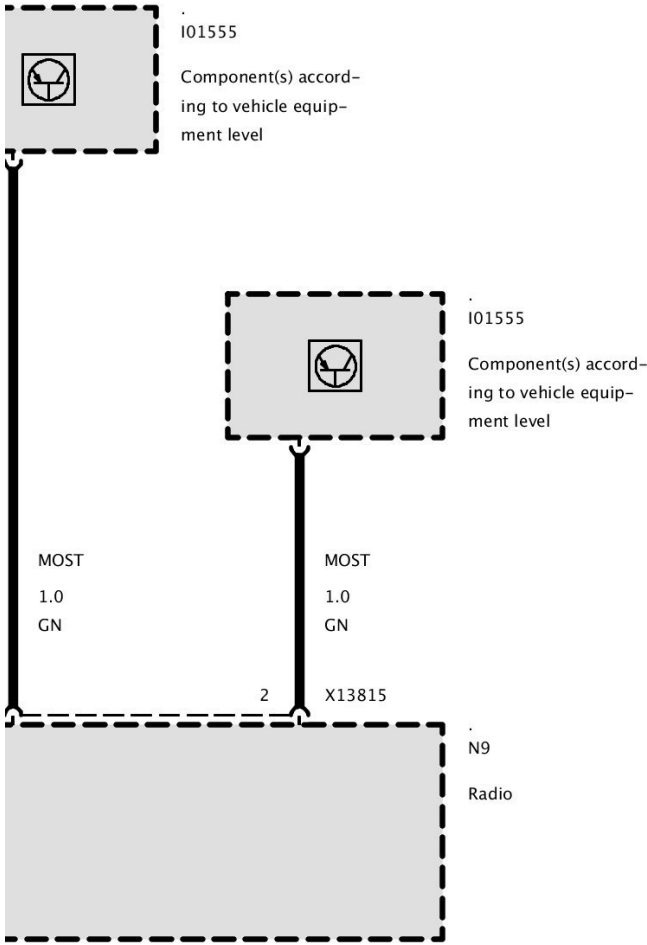 .
I01555
Component(s) accord–
ing to vehicle equip–
ment level
.
I01555
Component(s) accord–
ing to vehicle equip–
ment level
MOST
1.0
GN
MOST
1.0
GN
2
X13815
.
N9
Radio